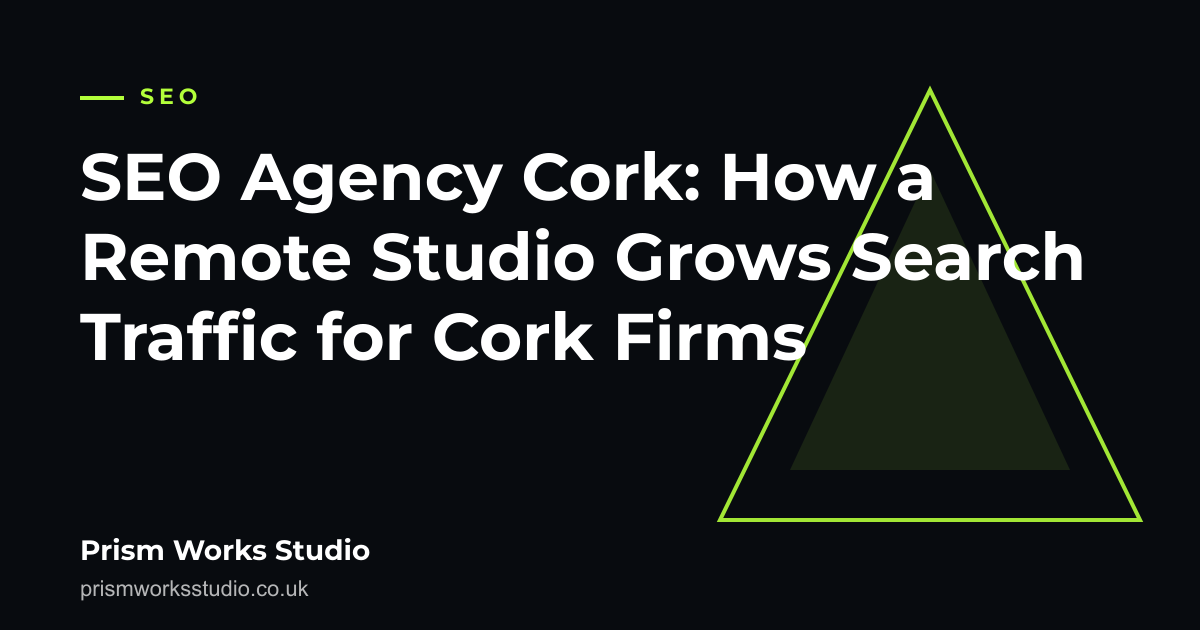 SEO
SEO Agency Cork: How a
Remote Studio Grows Search
Traffic for Cork Firms
Prism Works Studio
prismworksstudio.co.uk